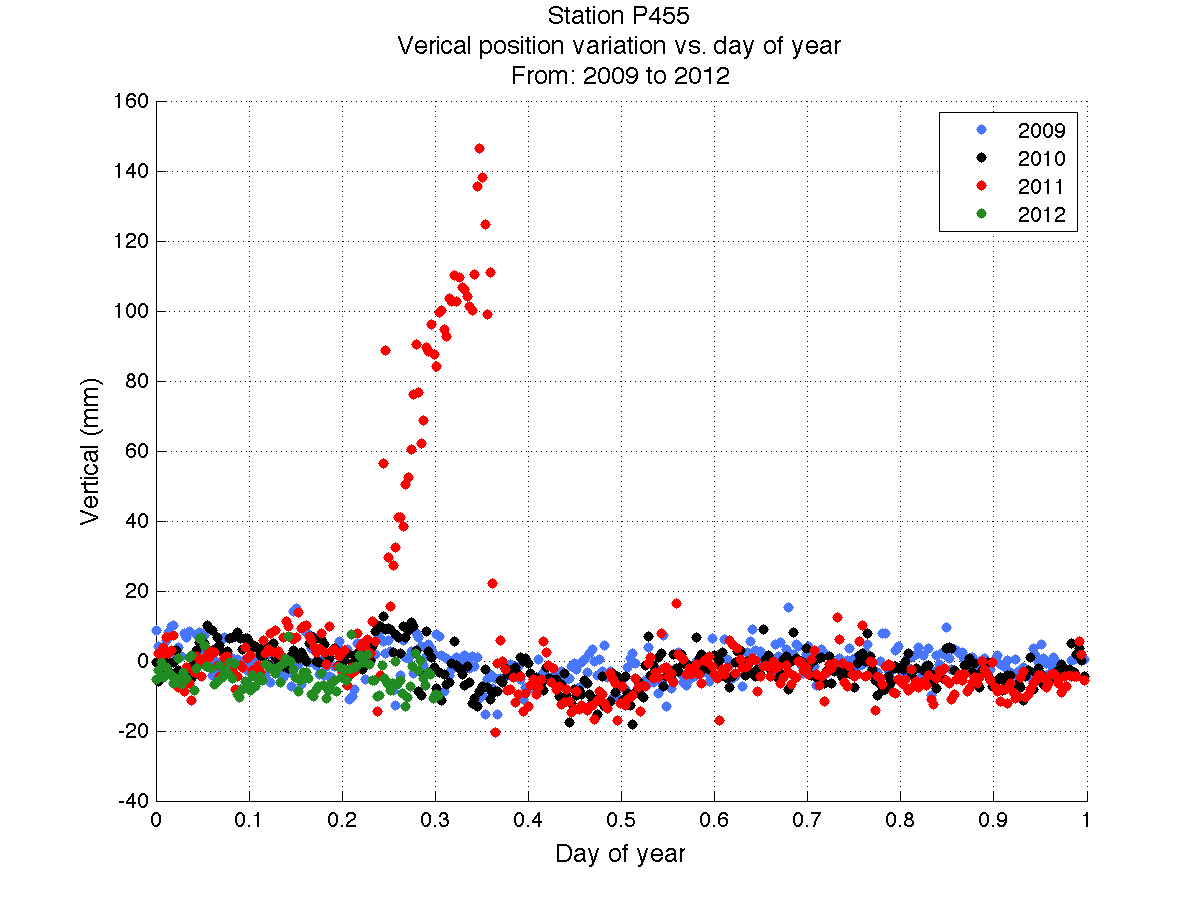 Station P455
Verical position variation vs. day of year
From: 2009 to 2012
160
140
120
100
80
60
40
20
0
-20
-40
Vertical (mm)
2009
2010
2011
2012
0 0.1 0.2 0.3 0.4 0.5 0.6 0.7 0.8 0.9 1
Day of year